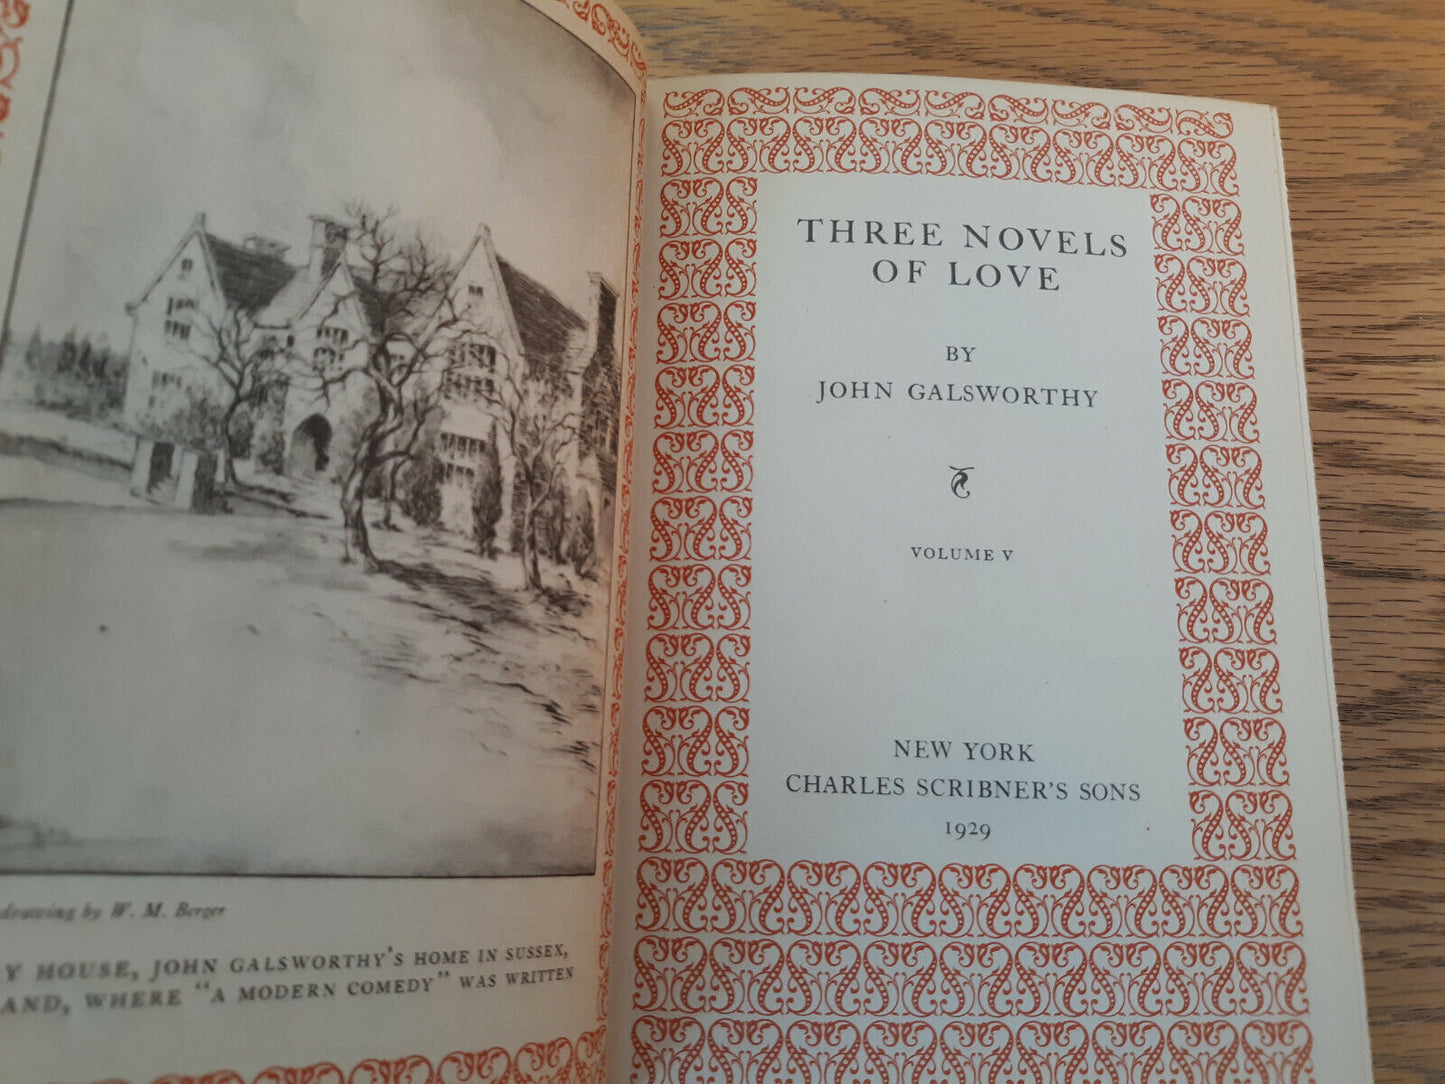 drawing by W. M. Berger
Y HOUSE, JOHN GALSWORTHY'S HOME IN SUSSEX,
AND, WHERE "A MODERN COMEDY" WAS WRITTEN
THREE NOVELS
OF LOVE
BY
JOHN GALSWORTHY
VOLUME V
NEW YORK
CHARLES SCRIBNER'S SONS
1929